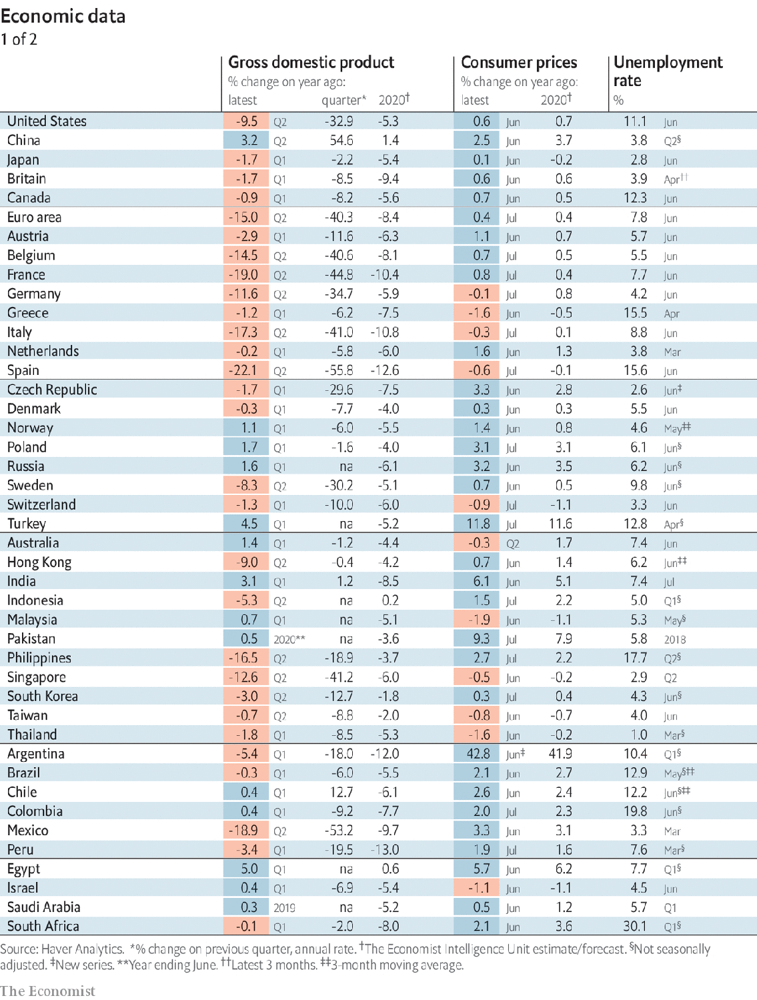 Economic data
1 of 2
Gross domestic product Consumer prices Unemployment
% change on year ago: % change on year ago: rate
latest quarter* 2020† latest 2020† %
United States -9.5 Q2 -32.9 -5.3 0.6 Jun 0.7 11.1 Jun
China 3.2 Q2 54.6 1.4 2.5 Jun 3.7 3.8 Q2§
Japan -1.7 Q1 -2.2 -5.4 0.1 Jun -0.2 2.8 Jun
Britain -1.7 Q1 -8.5 -9.4 0.6 Jun 0.6 3.9 Apr††
Canada -0.9 Q1 -8.2 -5.6 0.7 Jun 0.5 12.3 Jun
Euro area -15.0 Q2 -40.3 -8.4 0.4 Jul 0.4 7.8 Jun
Austria -2.9 Q1 -11.6 -6.3 1.1 Jun 0.7 5.7 Jun
Belgium -14.5 Q2 -40.6 -8.1 0.7 Jul 0.5 5.5 Jun
France -19.0 Q2 -44.8 -10.4 0.8 Jul 0.4 7.7 Jun
Germany -11.6 Q2 -34.7 -5.9 -0.1 Jul 0.8 4.2 Jun
Greece -1.2 Q1 -6.2 -7.5 -1.6 Jun -0.5 15.5 Apr
Italy -17.3 Q2 -41.0 -10.8 -0.3 Jul 0.1 8.8 Jun
Netherlands -0.2 Q1 -5.8 -6.0 1.6 Jun 1.3 3.8 Mar
Spain -22.1 Q2 -55.8 -12.6 -0.6 Jul -0.1 15.6 Jun
Czech Republic -1.7 Q1 -29.6 -7.5 3.3 Jun 2.8 2.6 Jun‡
Denmark -0.3 Q1 -7.7 -4.0 0.3 Jun 0.3 5.5 Jun
Norway 1.1 Q1 -6.0 -5.5 1.4 Jun 0.8 4.6 May‡‡
Poland 1.7 Q1 -1.6 -4.0 3.1 Jul 3.1 6.1 Jun§
Russia 1.6 Q1 na -6.1 3.2 Jun 3.5 6.2 Jun§
Sweden -8.3 Q2 -30.2 -5.1 0.7 Jun 0.5 9.8 Jun§
Switzerland -1.3 Q1 -10.0 -6.0 -0.9 Jul -1.1 3.3 Jun
Turkey 4.5 Q1 na -5.2 11.8 Jul 11.6 12.8 Apr§
Australia 1.4 Q1 -1.2 -4.4 -0.3 Q2 1.7 7.4 Jun
Hong Kong -9.0 Q2 -0.4 -4.2 0.7 Jun 1.4 6.2 Jun‡‡
India 3.1 Q1 1.2 -8.5 6.1 Jun 5.1 7.4 Jul
Indonesia -5.3 Q2 na 0.2 1.5 Jul 2.2 5.0 Q1§
Malaysia 0.7 Q1 na -5.1 -1.9 Jun -1.1 5.3 May§
Pakistan 0.5 2020** na -3.6 9.3 Jul 7.9 5.8 2018
Philippines -16.5 Q2 -18.9 -3.7 2.7 Jul 2.2 17.7 Q2§
Singapore -12.6 Q2 -41.2 -6.0 -0.5 Jun -0.2 2.9 Q2
South Korea -3.0 Q2 -12.7 -1.8 0.3 Jul 0.4 4.3 Jun§
Taiwan -0.7 Q2 -8.8 -2.0 -0.8 Jun -0.7 4.0 Jun
Thailand -1.8 Q1 -8.5 -5.3 -1.6 Jun -0.2 1.0 Mar§
Argentina -5.4 Q1 -18.0 -12.0 42.8 Jun‡ 41.9 10.4 Q1§
Brazil -0.3 Q1 -6.0 -5.5 2.1 Jun 2.7 12.9 May§‡‡
Chile 0.4 Q1 12.7 -6.1 2.6 Jun 2.4 12.2 Jun§‡‡
Colombia 0.4 Q1 -9.2 -7.7 2.0 Jul 2.3 19.8 Jun§
Mexico -18.9 Q2 -53.2 -9.7 3.3 Jun 3.1 3.3 Mar
Peru -3.4 Q1 -19.5 -13.0 1.9 Jul 1.6 7.6 Mar§
Egypt 5.0 Q1 na 0.6 5.7 Jun 6.2 7.7 Q1§
Israel 0.4 Q1 -6.9 -5.4 -1.1 Jun -1.1 4.5 Jun
Saudi Arabia 0.3 2019 na -5.2 0.5 Jun 1.2 5.7 Q1
South Africa -0.1 Q1 -2.0 -8.0 2.1 Jun 3.6 30.1 Q1§
Source: Haver Analytics. *% change on previous quarter, annual rate. †The Economist Intelligence Unit estimate/forecast. §Not seasonally
adjusted. ‡New series. **Year ending June. ††Latest 3 months. ‡‡3-month moving average.
The Economist